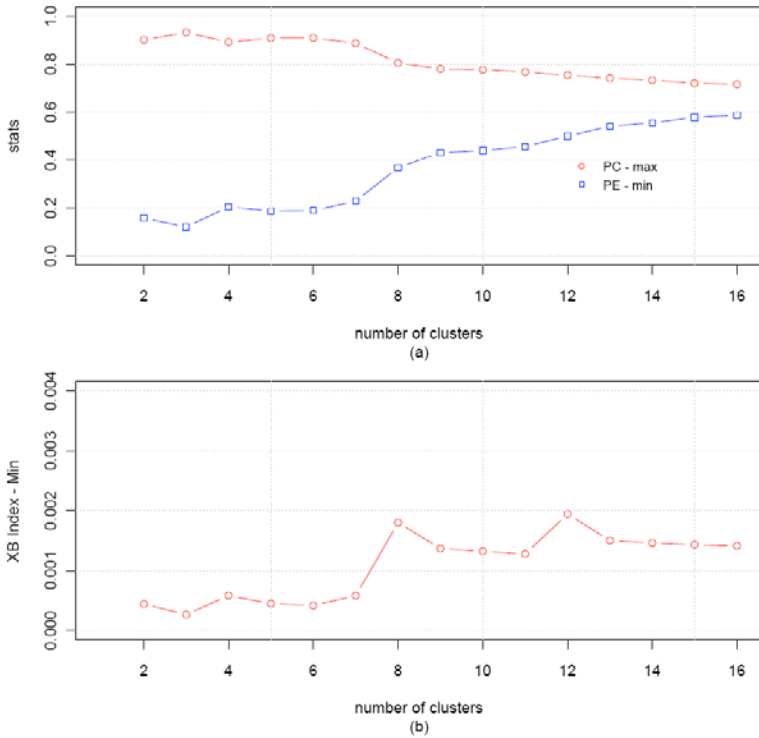 1.0
0.8
0.6
0.4
0.2
0.0
stats
PC - max
PE - min
2 4 6 8 10 12 14 16
number of clusters
(a)
0.004
0.003
0.002
0.001
0.000
XB Index - Min
2 4 6 8 10 12 14 16
number of clusters
(b)